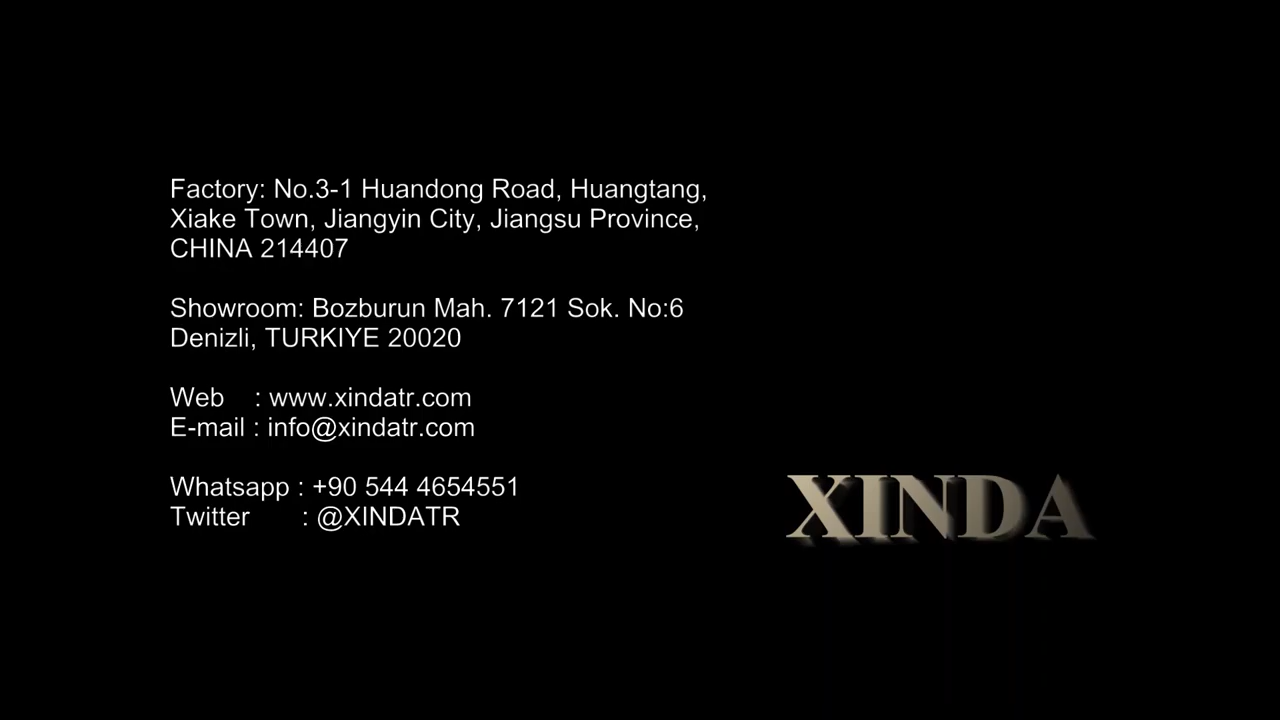 Factory: No.3-1 Huandong Road, Huangtang,
Xiake Town, Jiangyin City, Jiangsu Province,
CHINA 214407
Showroom: Bozburun Mah. 7121 Sok. No:6
Denizli, TURKIYE 20020
Web : www.xindatr.com
E-mail : info@xindatr.com
Whatsapp : +90 544 4654551
Twitter : @XINDATR
XINDA